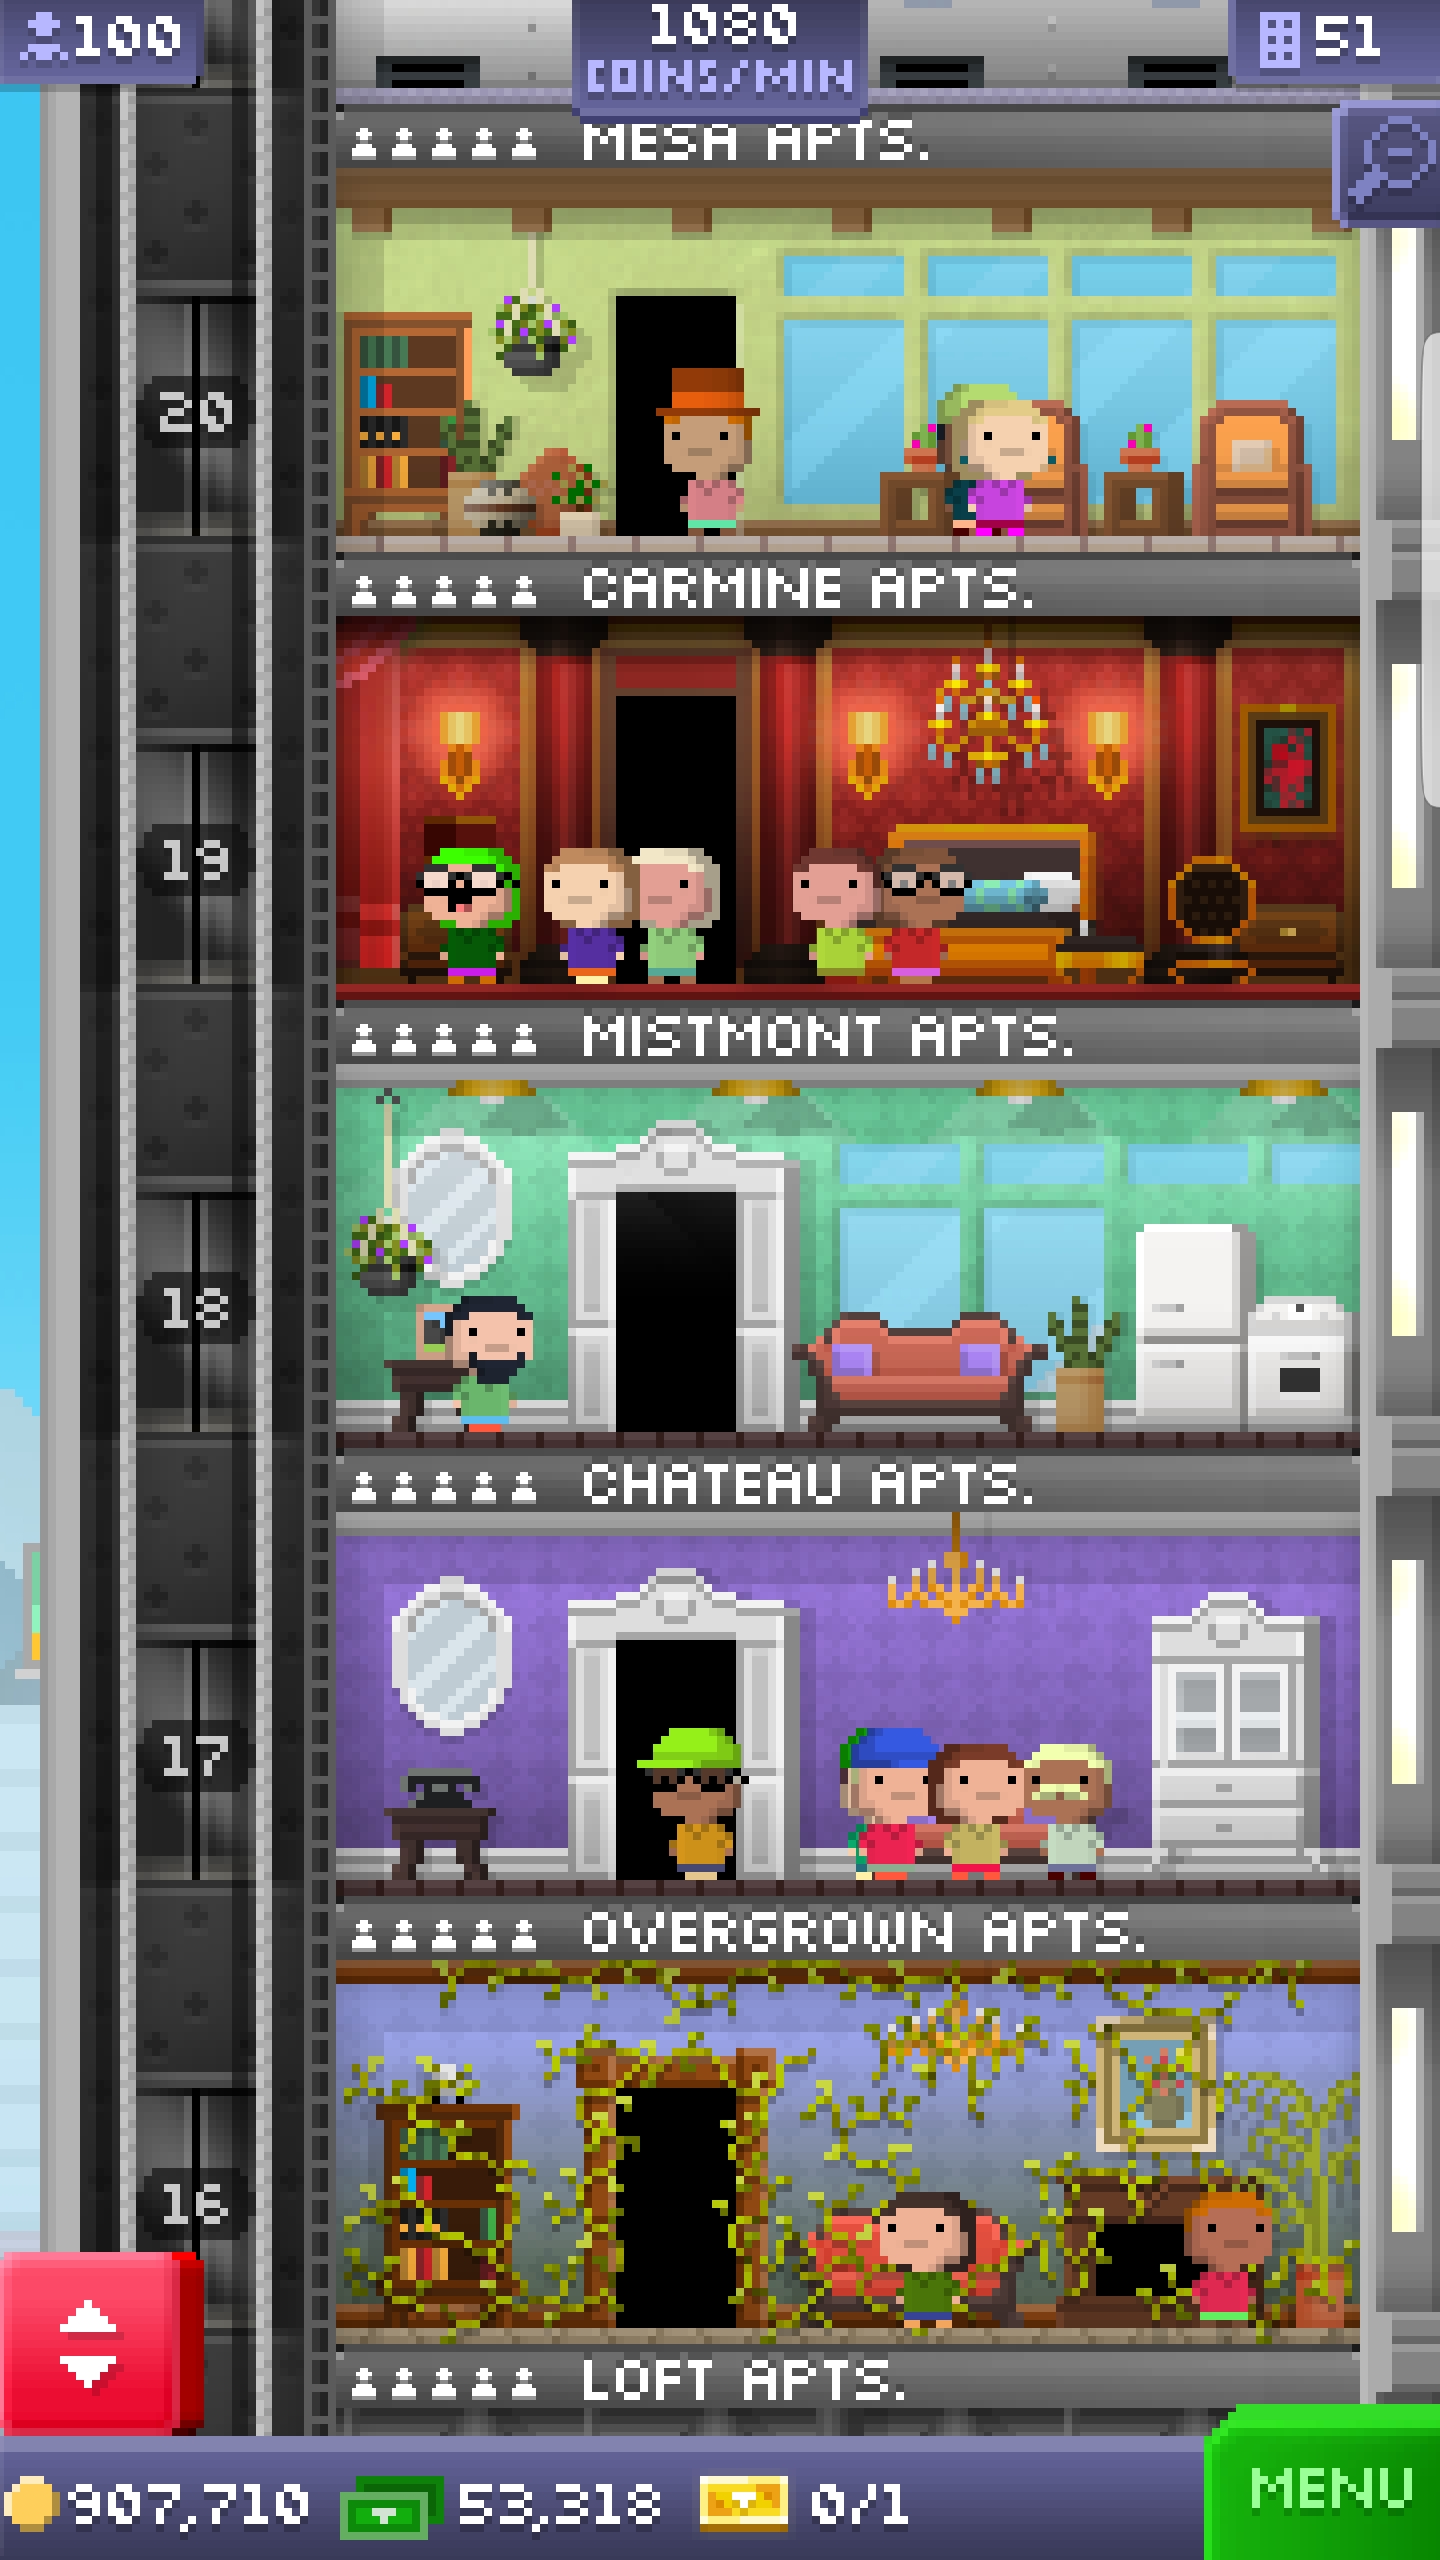 100
1080
COINS/MIN
51
MESA APTS.
20
CARMINE APTS.
19
MISTMONT APTS.
18
CHATEAU APTS.
17
OVERGROWN APTS.
16
LOFT APTS.
907,710
53,318
0/1
MENU